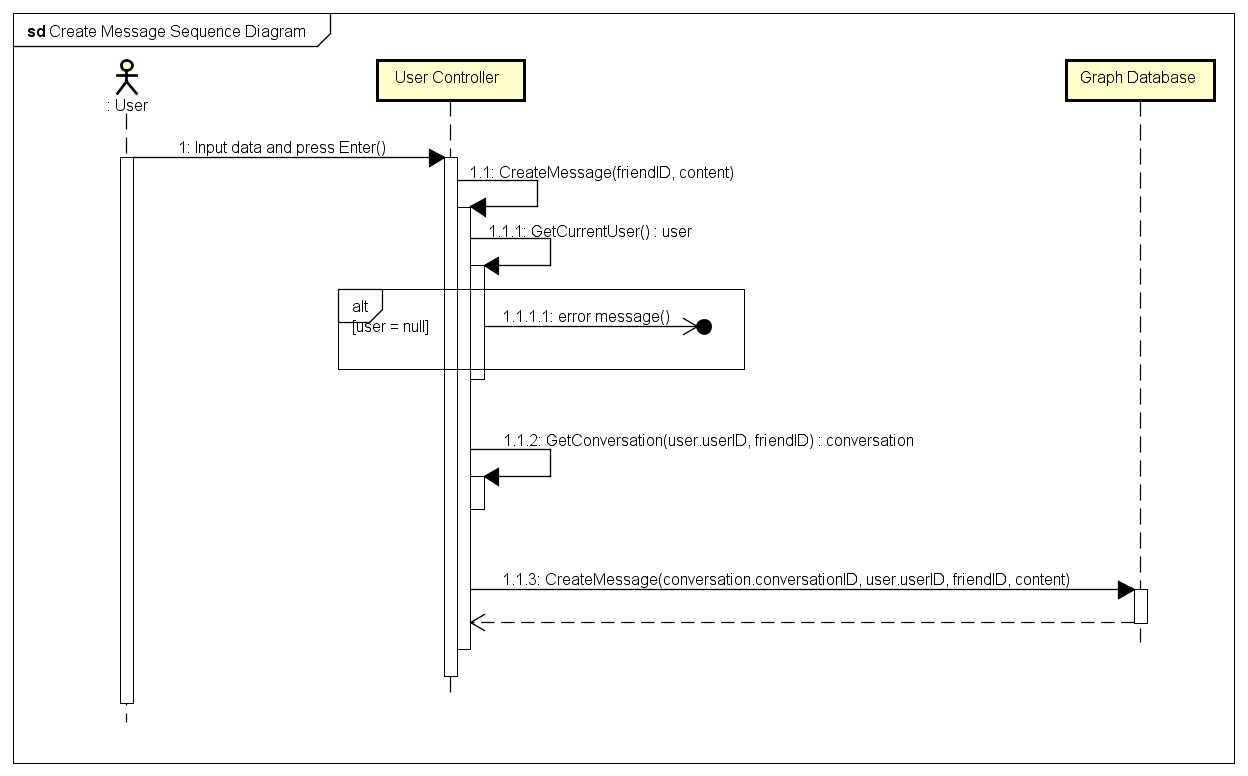 sd Create Message Sequence Diagram
: User
User Controller
Graph Database
1: Input data and press Enter()
1.1: CreateMessage(friendID, content)
1.1.1: GetCurrentUser() : user
alt
[user = null]
1.1.1.1: error message()
1.1.2: GetConversation(user.userID, friendID) : conversation
1.1.3: CreateMessage(conversation.conversationID, user.userID, friendID, content)